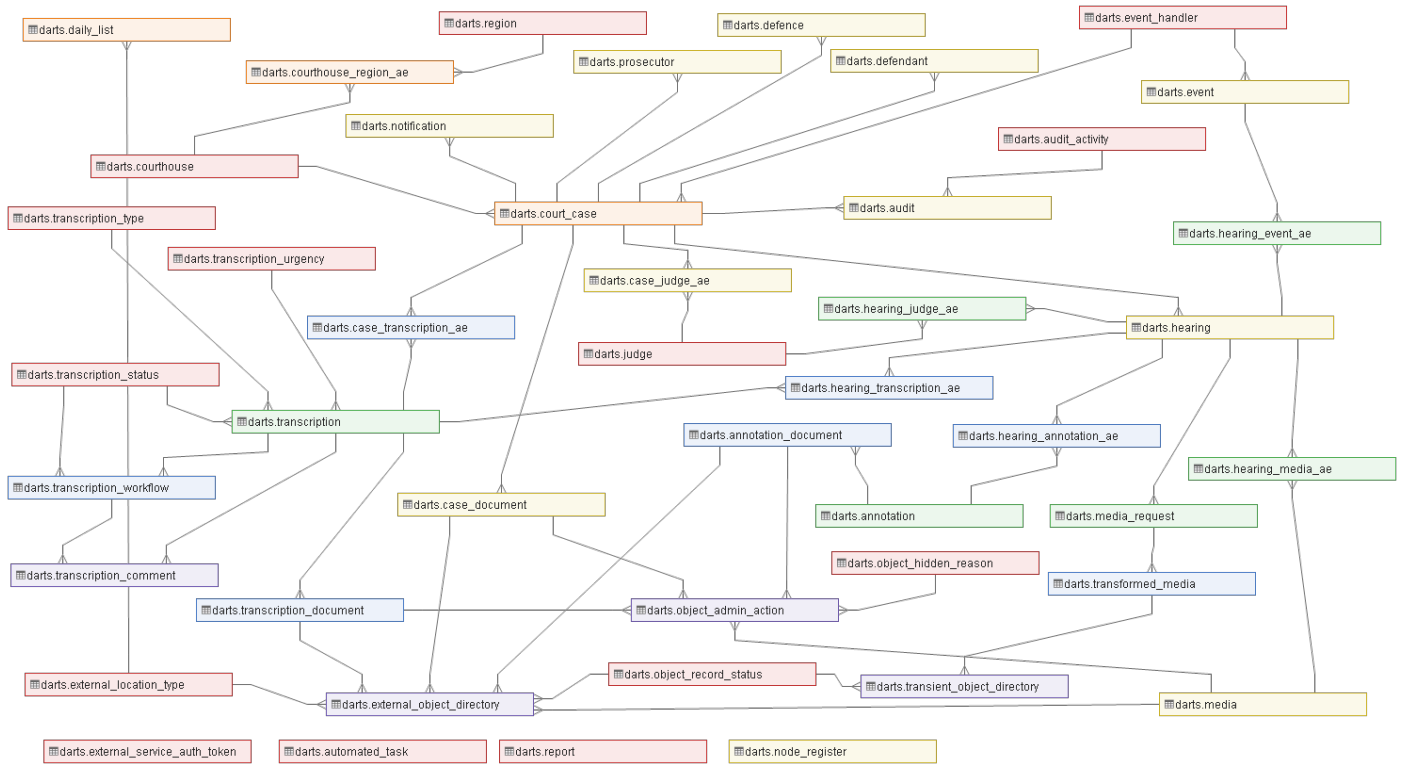 darts.event_handler
darts.region
darts.defence
darts.daily_list
darts.defendant
darts.prosecutor
darts.courthouse_region_ae
darts.event
darts.notification
darts.audit_activity
darts.courthouse
darts.audit
darts.court_case
darts.transcription_type
darts.hearing_event_ae
darts.transcription_urgency
darts.case_judge_ae
darts.hearing_judge_ae
darts.case_transcription_ae
darts.hearing
darts.judge
darts.transcription_status
darts.hearing_transcription_ae
darts.transcription
darts.annotation_document
darts.hearing_annotation_ae
darts.hearing_media_ae
darts.transcription_workflow
darts.case_document
darts.annotation
darts.media_request
darts.object_hidden_reason
darts.transcription_comment
darts.transformed_media
darts.transcription_document
darts.object_admin_action
darts.object_record_status
darts.external_location_type
darts.transient_object_directory
darts.external_object_directory
darts.media
darts.external_service_auth_token
darts.automated_task
darts.report
darts.node_register